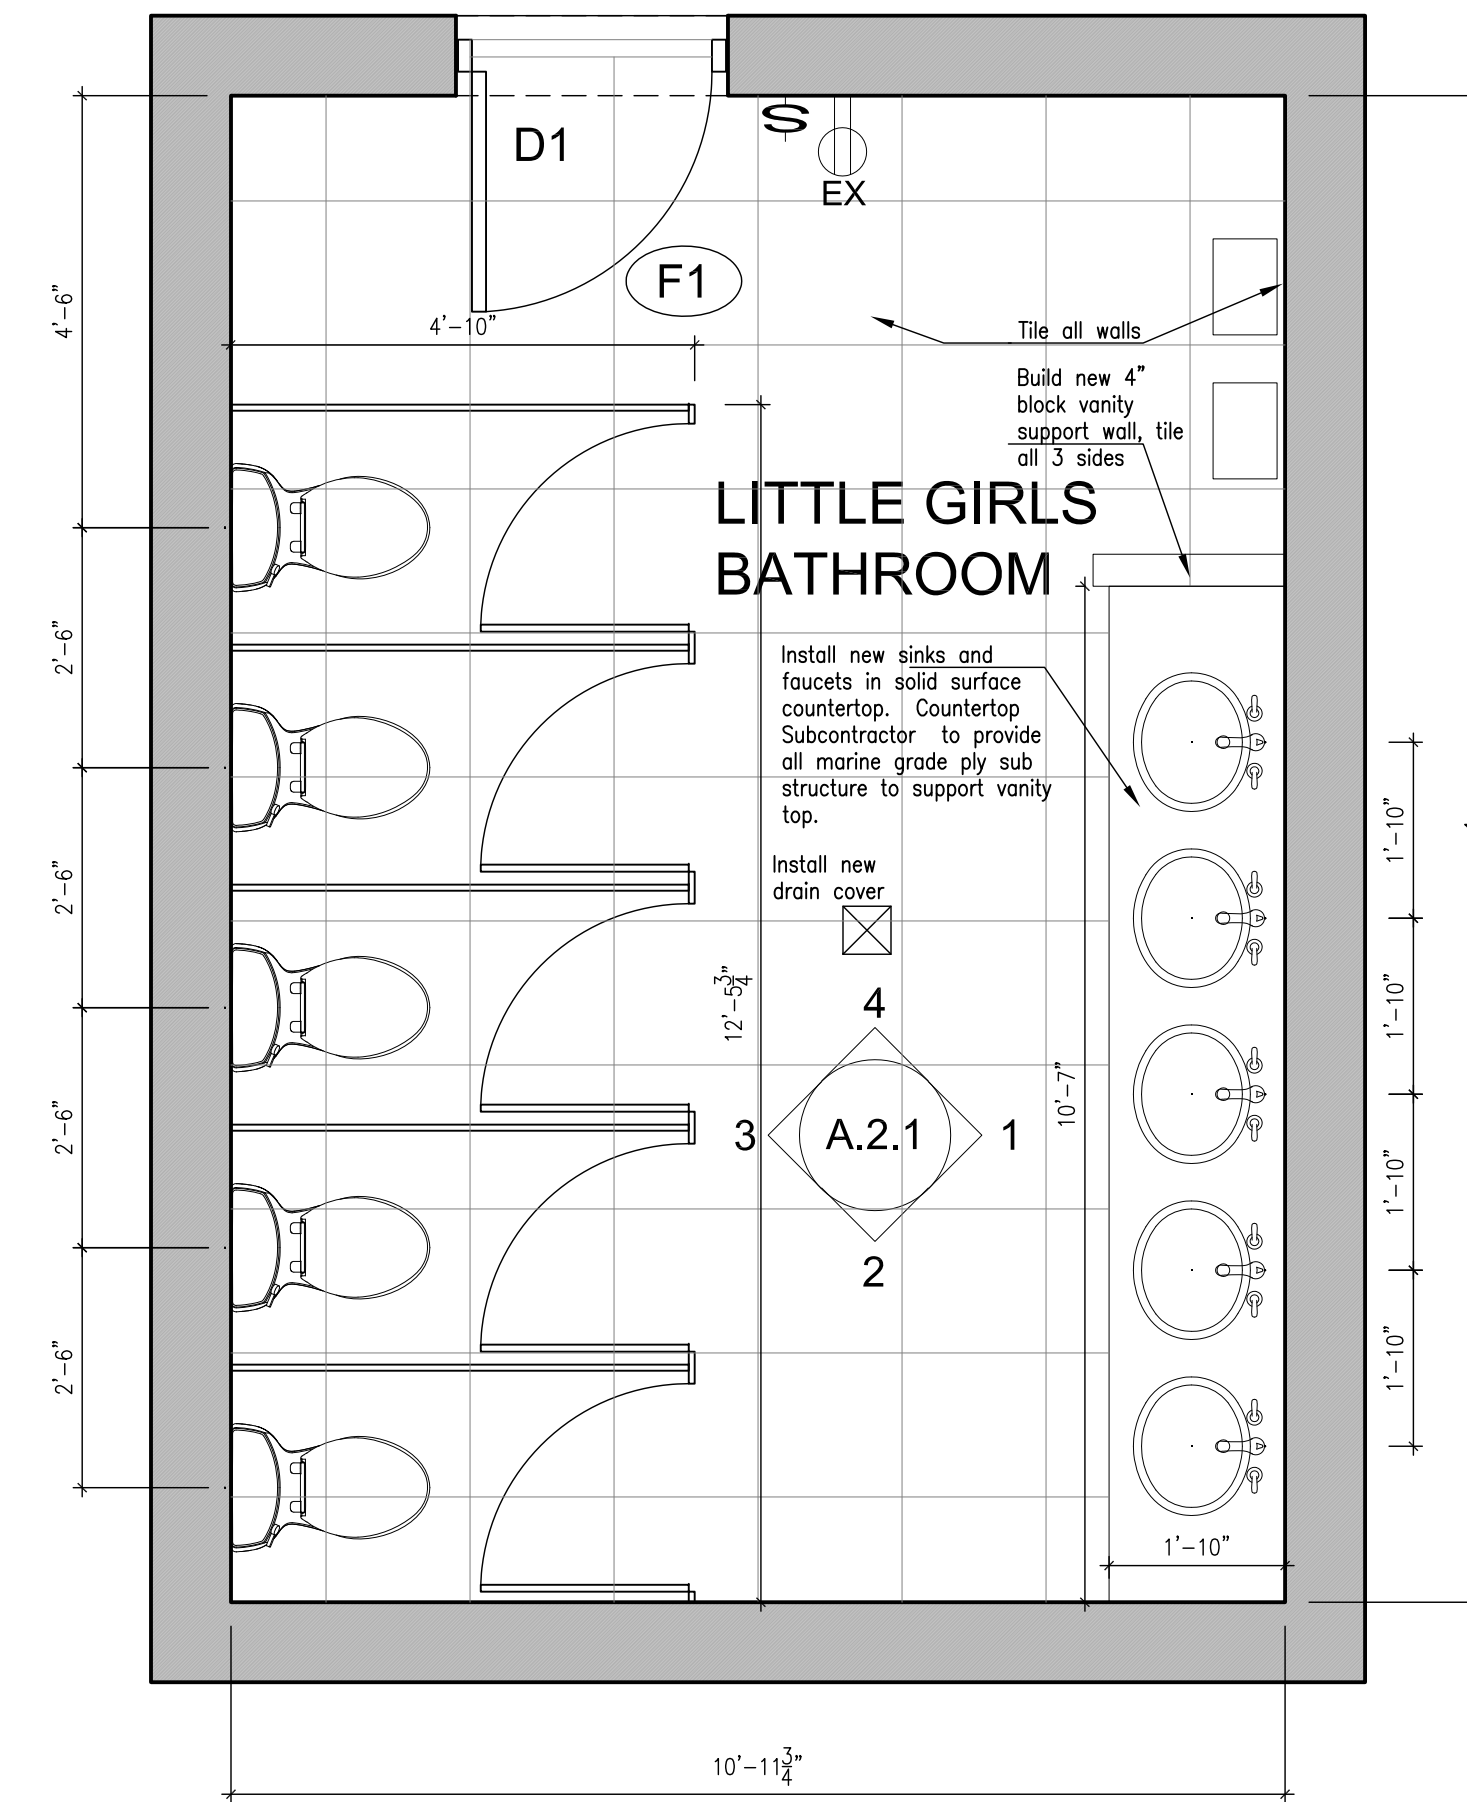 D1
S
EX
F1
4'-6"
4'-10"
Tile all walls
Build new 4"
block vanity
support wall, tile
all 3 sides
LITTLE GIRLS
BATHROOM
2'-6"
Install new sinks and
faucets in solid surface
countertop. Countertop
Subcontractor to provide
all marine grade ply sub
structure to support vanity
top.
1'-10"
Install new
drain cover
2'-6"
12'-5¾"
4
1'-10"
10'-7"
3
A.2.1
1
2'-6"
1'-10"
2
2'-6"
1'-10"
1'-10"
10'-11¾"